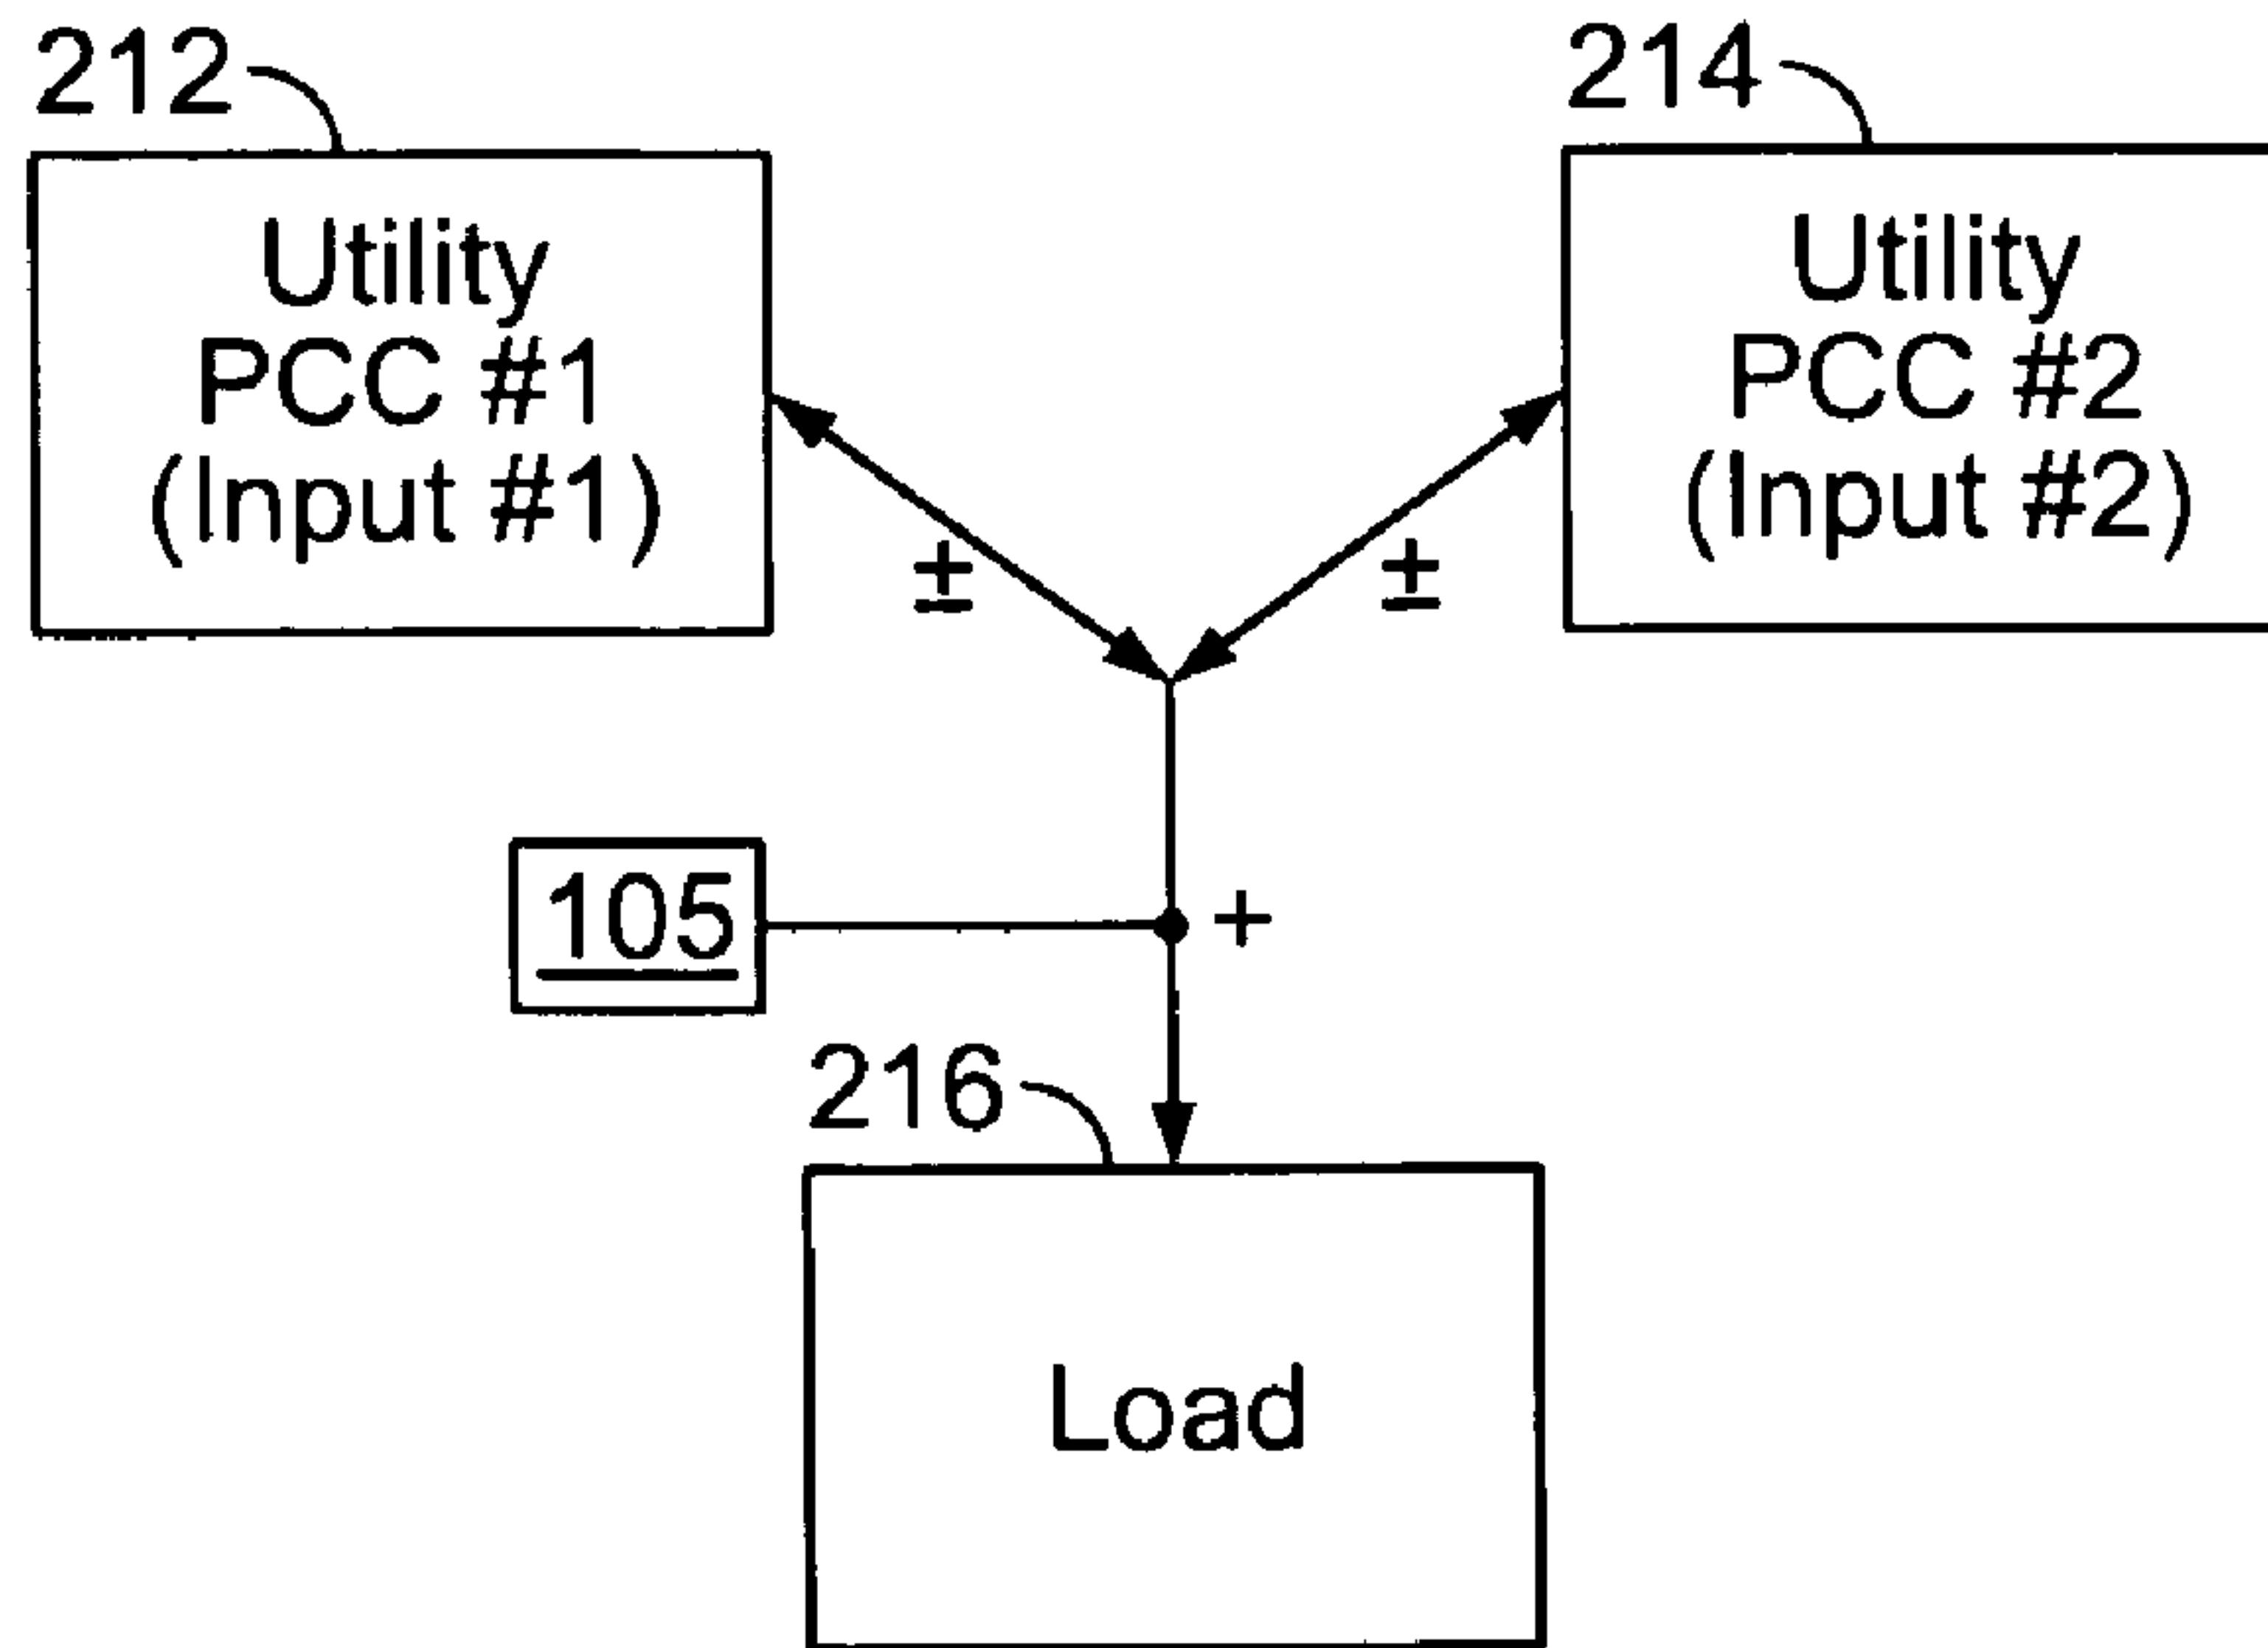 212
214
Utility
PCC #1
(Input #1)
Utility
PCC #2
(Input #2)
±
±
105
+
216
Load